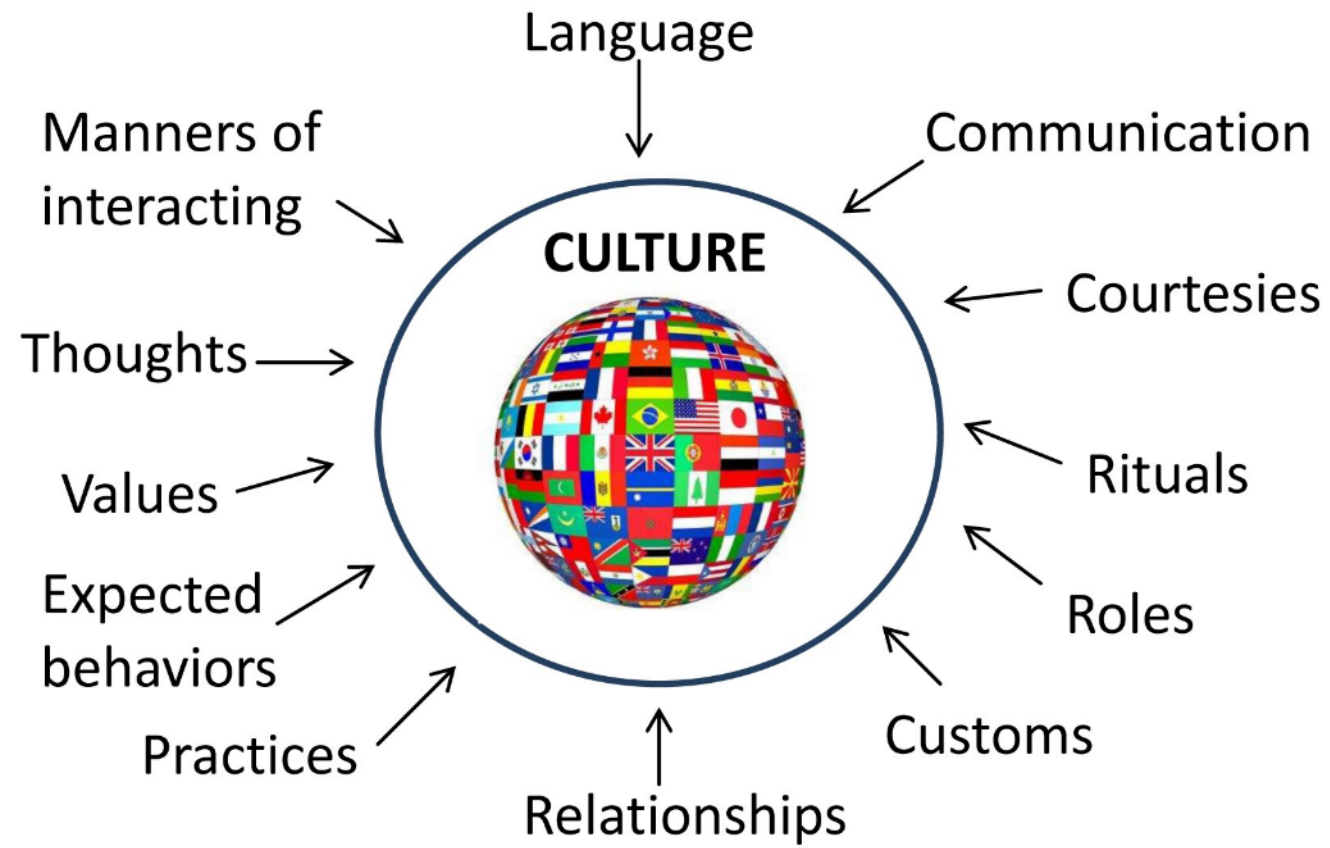 Language
Manners of
interacting
Communication
CULTURE
Courtesies
Thoughts
Rituals
Values
Expected
behaviors
Roles
Practices
Customs
Relationships